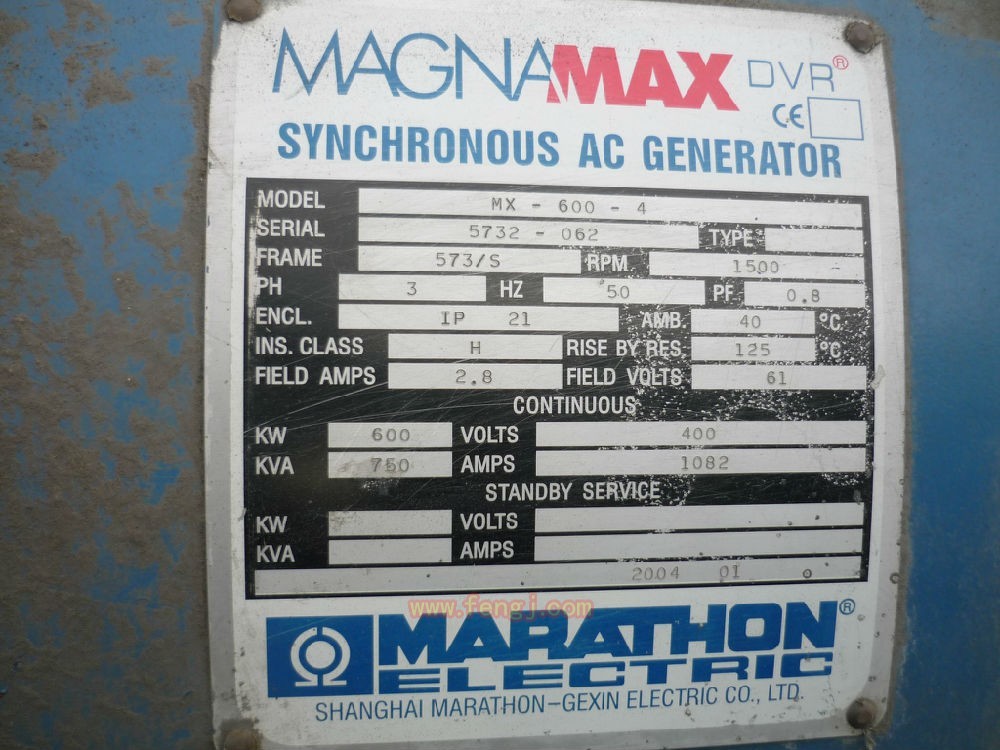 MAGNAMAX DVR®
CE
SYNCHRONOUS AC GENERATOR
MODEL MX - 600 - 4
SERIAL 5732 - 062 TYPE
FRAME 573/S RPM 1500
PH 3 HZ 50 PF 0.8
ENCL. IP 21 AMB. 40 °C
INS. CLASS H RISE BY RES. 125 °C
FIELD AMPS 2.8 FIELD VOLTS 61
CONTINUOUS
KW 600 VOLTS 400
KVA 750 AMPS 1082
STANDBY SERVICE
KW VOLTS
KVA AMPS
2004 01
www.fengj.com
MARATHON®
ELECTRIC
SHANGHAI MARATHON-GEXIN ELECTRIC CO., LTD.